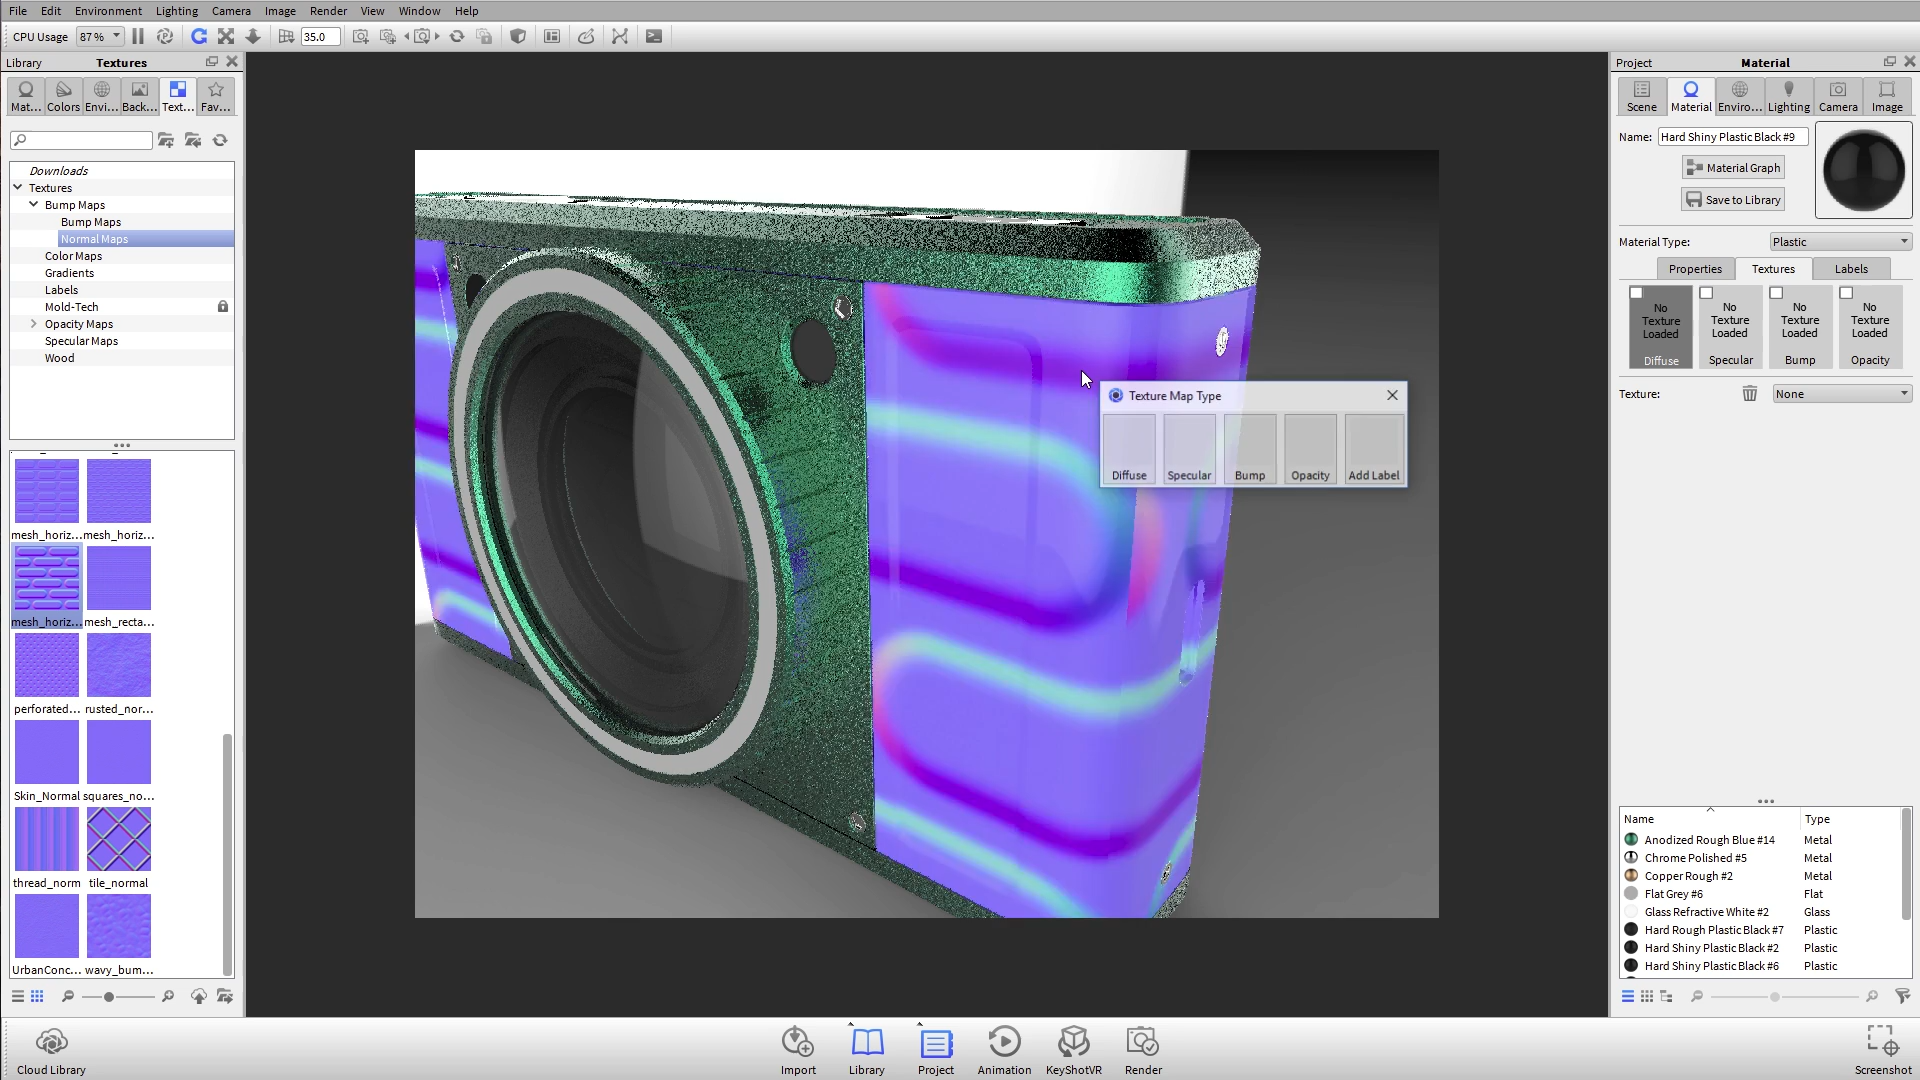 File Edit Environment Lighting Camera Image Render View Window Help
CPU Usage 87 % 35.0
Library Textures
Mat... Colors Envi... Back... Text... Fav...
Downloads
Textures
Bump Maps
Bump Maps
Normal Maps
Color Maps
Gradients
Labels
Mold-Tech
Opacity Maps
Specular Maps
Wood
mesh_horiz... mesh_horiz...
mesh_horiz... mesh_recta...
perforated... rusted_nor...
Skin_Normal squares_no...
thread_norm tile_normal
UrbanConc... wavy_bum...
Texture Map Type
Diffuse Specular Bump Opacity Add Label
Project Material
Scene Material Enviro... Lighting Camera Image
Name: Hard Shiny Plastic Black #9
Material Graph
Save to Library
Material Type: Plastic
Properties Textures Labels
No Texture Loaded Diffuse
No Texture Loaded Specular
No Texture Loaded Bump
No Texture Loaded Opacity
Texture: None
Name Type
Anodized Rough Blue #14 Metal
Chrome Polished #5 Metal
Copper Rough #2 Metal
Flat Grey #6 Flat
Glass Refractive White #2 Glass
Hard Rough Plastic Black #7 Plastic
Hard Shiny Plastic Black #2 Plastic
Hard Shiny Plastic Black #6 Plastic
Cloud Library Import Library Project Animation KeyShotVR Render Screenshot